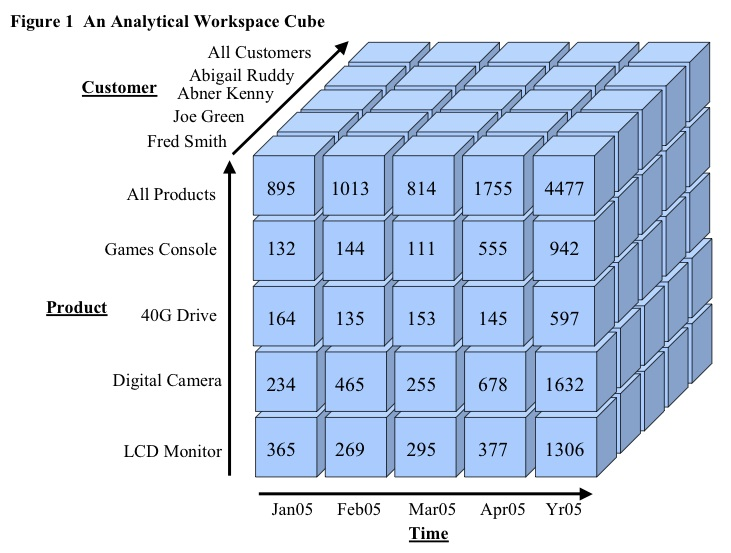 Figure 1 An Analytical Workspace Cube
All Customers
Abigail Ruddy
Customer
Abner Kenny
Joe Green
Fred Smith
All Products 895 1013 814 1755 4477
Games Console 132 144 111 555 942
Product
40G Drive 164 135 153 145 597
Digital Camera 234 465 255 678 1632
LCD Monitor 365 269 295 377 1306
Jan05 Feb05 Mar05 Apr05 Yr05
Time